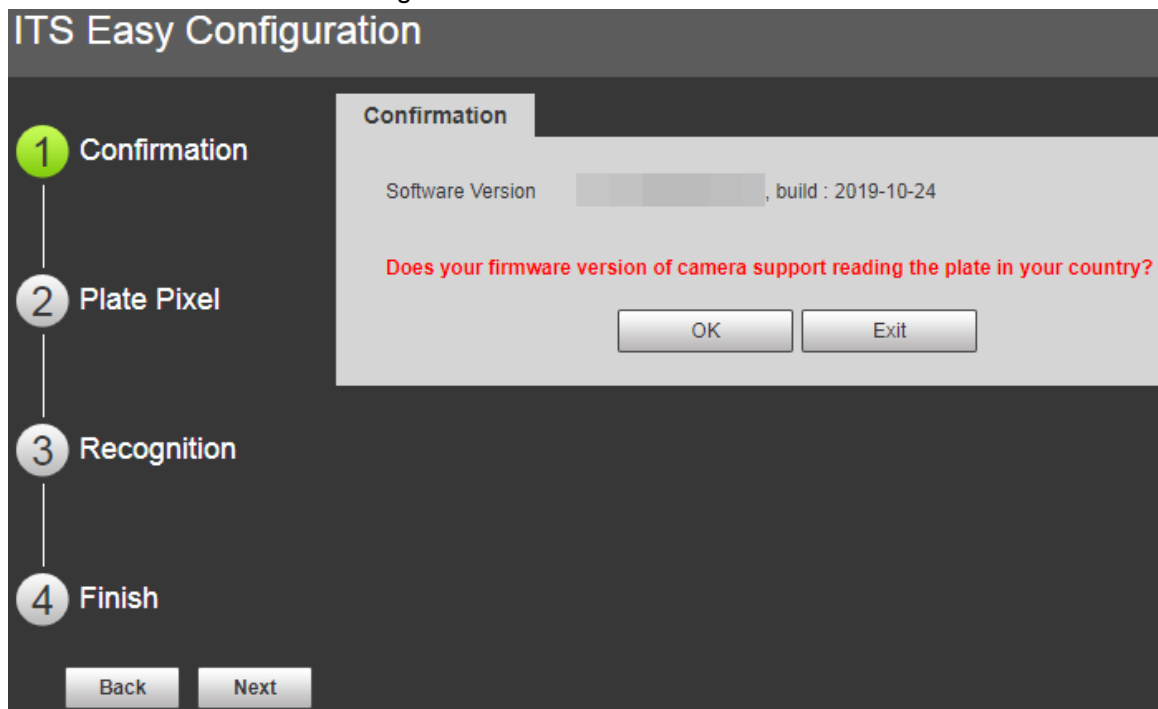 ITS Easy Configuration
Confirmation
1 Confirmation
Software Version , build : 2019-10-24
Does your firmware version of camera support reading the plate in your country?
OK Exit
2 Plate Pixel
3 Recognition
4 Finish
Back Next